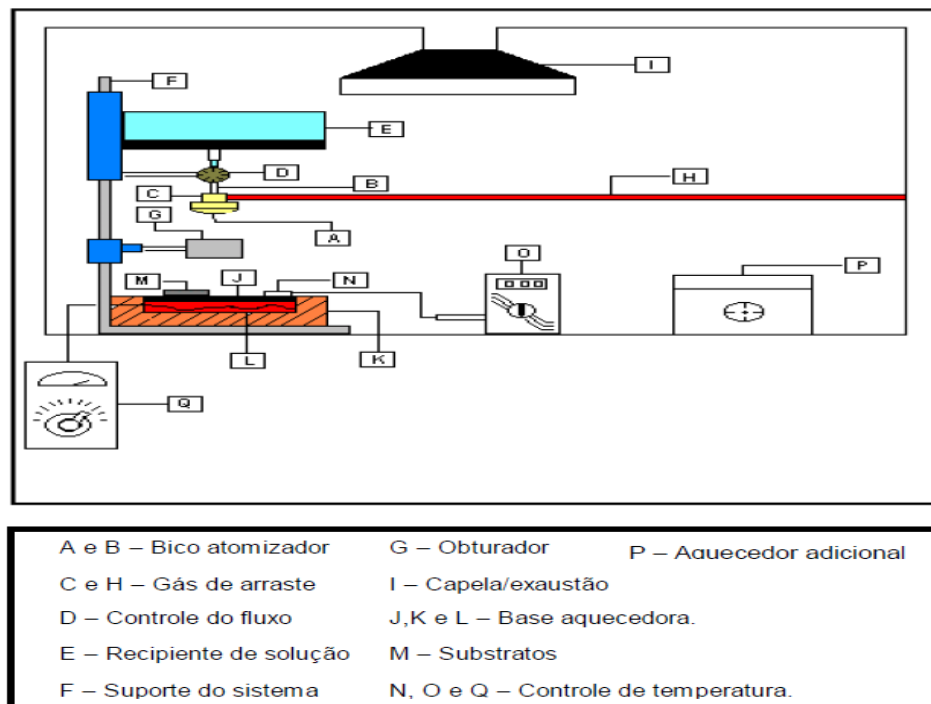 I
F
E
D
B
C
H
G
A
O
P
M
J
N
L
K
Q
A e B – Bico atomizador
G – Obturador
P – Aquecedor adicional
C e H – Gás de arraste
I – Capela/exaustão
D – Controle do fluxo
J,K e L – Base aquecedora.
E – Recipiente de solução
M – Substratos
F – Suporte do sistema
N, O e Q – Controle de temperatura.